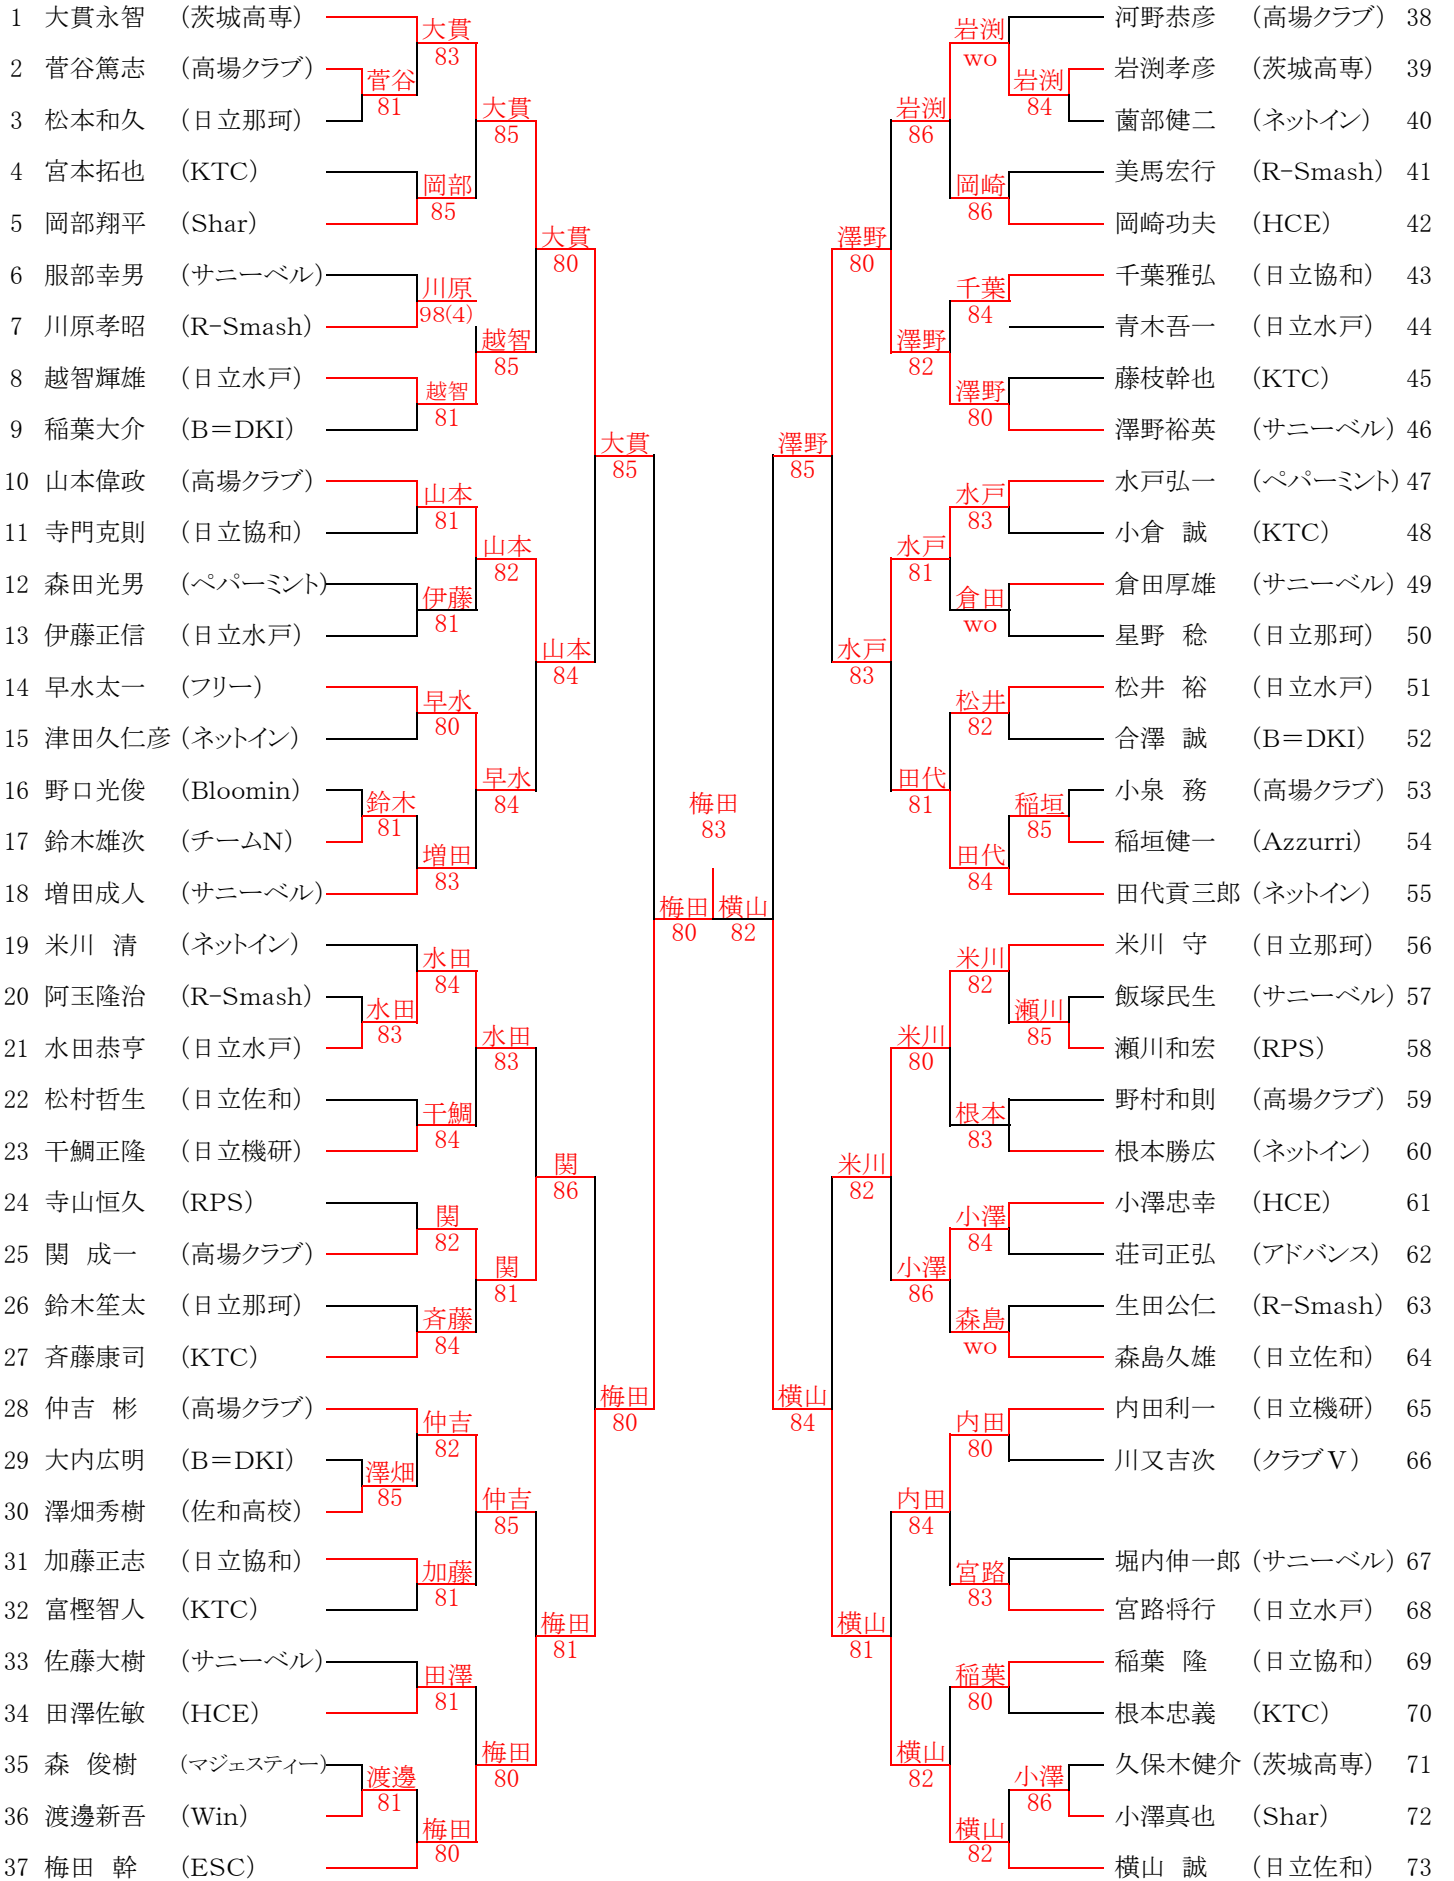 1 大貫永智 (茨城高専)
2 菅谷篤志 (高場クラブ)
3 松本和久 (日立那珂)
4 宮本拓也 (KTC)
5 岡部翔平 (Shar)
6 服部幸男 (サニーベル)
7 川原孝昭 (R-Smash)
8 越智輝雄 (日立水戸)
9 稲葉大介 (B=DKI)
10 山本偉政 (高場クラブ)
11 寺門克則 (日立協和)
12 森田光男 (ペパーミント)
13 伊藤正信 (日立水戸)
14 早水太一 (フリー)
15 津田久仁彦 (ネットイン)
16 野口光俊 (Bloomin)
17 鈴木雄次 (チームN)
18 増田成人 (サニーベル)
19 米川 清 (ネットイン)
20 阿玉隆治 (R-Smash)
21 水田恭亨 (日立水戸)
22 松村哲生 (日立佐和)
23 干鯛正隆 (日立機研)
24 寺山恒久 (RPS)
25 関 成一 (高場クラブ)
26 鈴木笙太 (日立那珂)
27 斉藤康司 (KTC)
28 仲吉 彬 (高場クラブ)
29 大内広明 (B=DKI)
30 澤畑秀樹 (佐和高校)
31 加藤正志 (日立協和)
32 富樫智人 (KTC)
33 佐藤大樹 (サニーベル)
34 田澤佐敏 (HCE)
35 森 俊樹 (マジェスティー)
36 渡邊新吾 (Win)
37 梅田 幹 (ESC)
菅谷
81
鈴木
81
水田
83
澤畑
85
渡邊
81
大貫
83
岡部
85
川原
98(4)
越智
81
山本
81
伊藤
81
早水
80
増田
83
水田
84
干鯛
84
関
82
斉藤
84
仲吉
82
加藤
81
田澤
81
梅田
80
大貫
85
越智
85
山本
82
早水
84
水田
83
関
81
仲吉
85
梅田
80
大貫
80
山本
84
関
86
梅田
81
大貫
85
梅田
80
梅田
80
梅田
83
横山
82
澤野
85
横山
84
澤野
80
水戸
83
米川
82
横山
81
岩渕
86
澤野
82
水戸
81
田代
81
米川
80
小澤
86
内田
84
横山
82
岩渕
wo
岡崎
86
千葉
84
澤野
80
水戸
83
倉田
wo
松井
82
田代
84
米川
82
根本
83
小澤
84
森島
wo
内田
80
宮路
83
稲葉
80
横山
82
岩渕
84
稲垣
85
瀬川
85
小澤
86
河野恭彦 (高場クラブ) 38
岩渕孝彦 (茨城高専) 39
薗部健二 (ネットイン) 40
美馬宏行 (R-Smash) 41
岡崎功夫 (HCE) 42
千葉雅弘 (日立協和) 43
青木吾一 (日立水戸) 44
藤枝幹也 (KTC) 45
澤野裕英 (サニーベル) 46
水戸弘一 (ペパーミント) 47
小倉 誠 (KTC) 48
倉田厚雄 (サニーベル) 49
星野 稔 (日立那珂) 50
松井 裕 (日立水戸) 51
合澤 誠 (B=DKI) 52
小泉 務 (高場クラブ) 53
稲垣健一 (Azzurri) 54
田代貢三郎 (ネットイン) 55
米川 守 (日立那珂) 56
飯塚民生 (サニーベル) 57
瀬川和宏 (RPS) 58
野村和則 (高場クラブ) 59
根本勝広 (ネットイン) 60
小澤忠幸 (HCE) 61
荘司正弘 (アドバンス) 62
生田公仁 (R-Smash) 63
森島久雄 (日立佐和) 64
内田利一 (日立機研) 65
川又吉次 (クラブV) 66
堀内伸一郎 (サニーベル) 67
宮路将行 (日立水戸) 68
稲葉 隆 (日立協和) 69
根本忠義 (KTC) 70
久保木健介 (茨城高専) 71
小澤真也 (Shar) 72
横山 誠 (日立佐和) 73